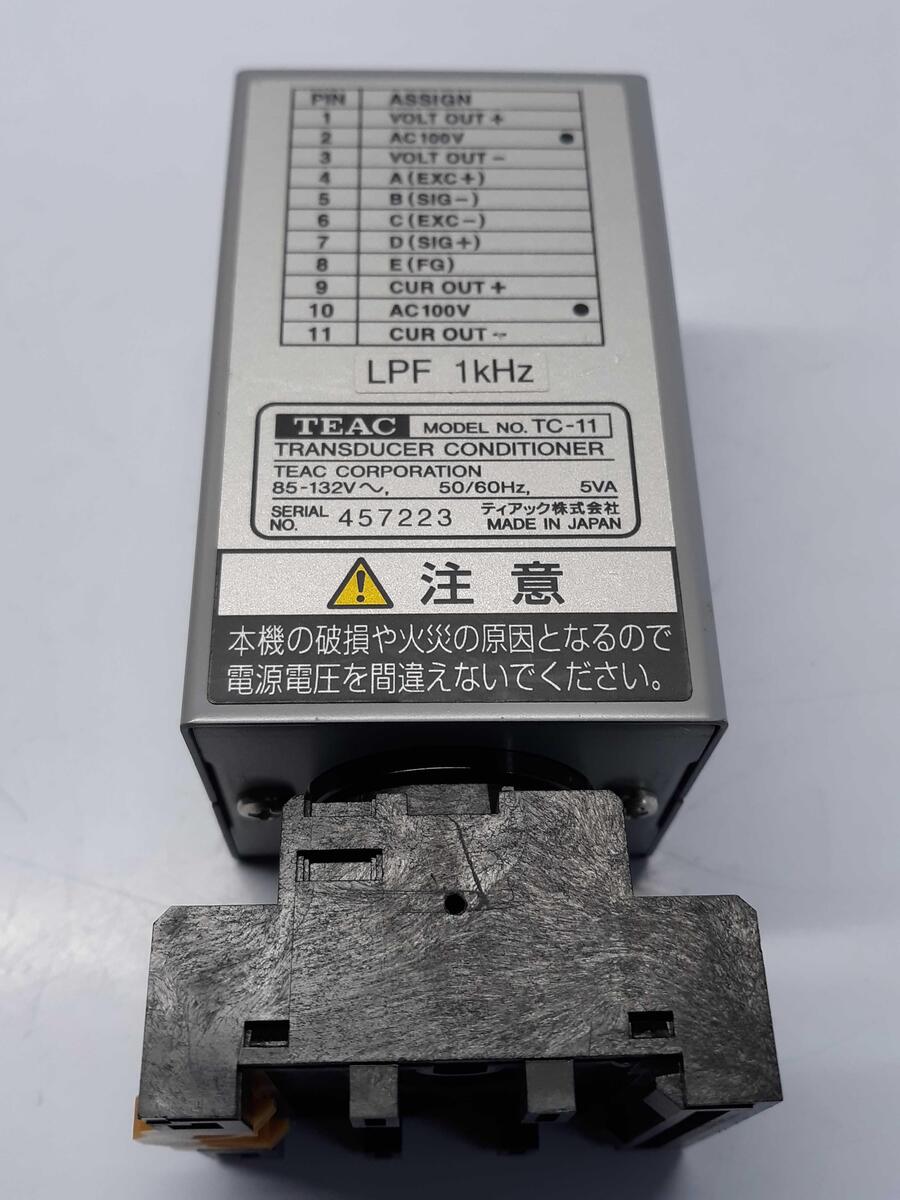 PIN ASSIGN
1 VOLT OUT +
2 AC100V ●
3 VOLT OUT -
4 A (EXC+)
5 B (SIG-)
6 C (EXC-)
7 D (SIG+)
8 E (FG)
9 CUR OUT +
10 AC100V ●
11 CUR OUT -
LPF 1kHz
TEAC MODEL NO. TC-11
TRANSDUCER CONDITIONER
TEAC CORPORATION
85-132V～, 50/60Hz, 5VA
SERIAL NO. 457223 ティアック株式会社
MADE IN JAPAN
注意
本機の破損や火災の原因となるので
電源電圧を間違えないでください。